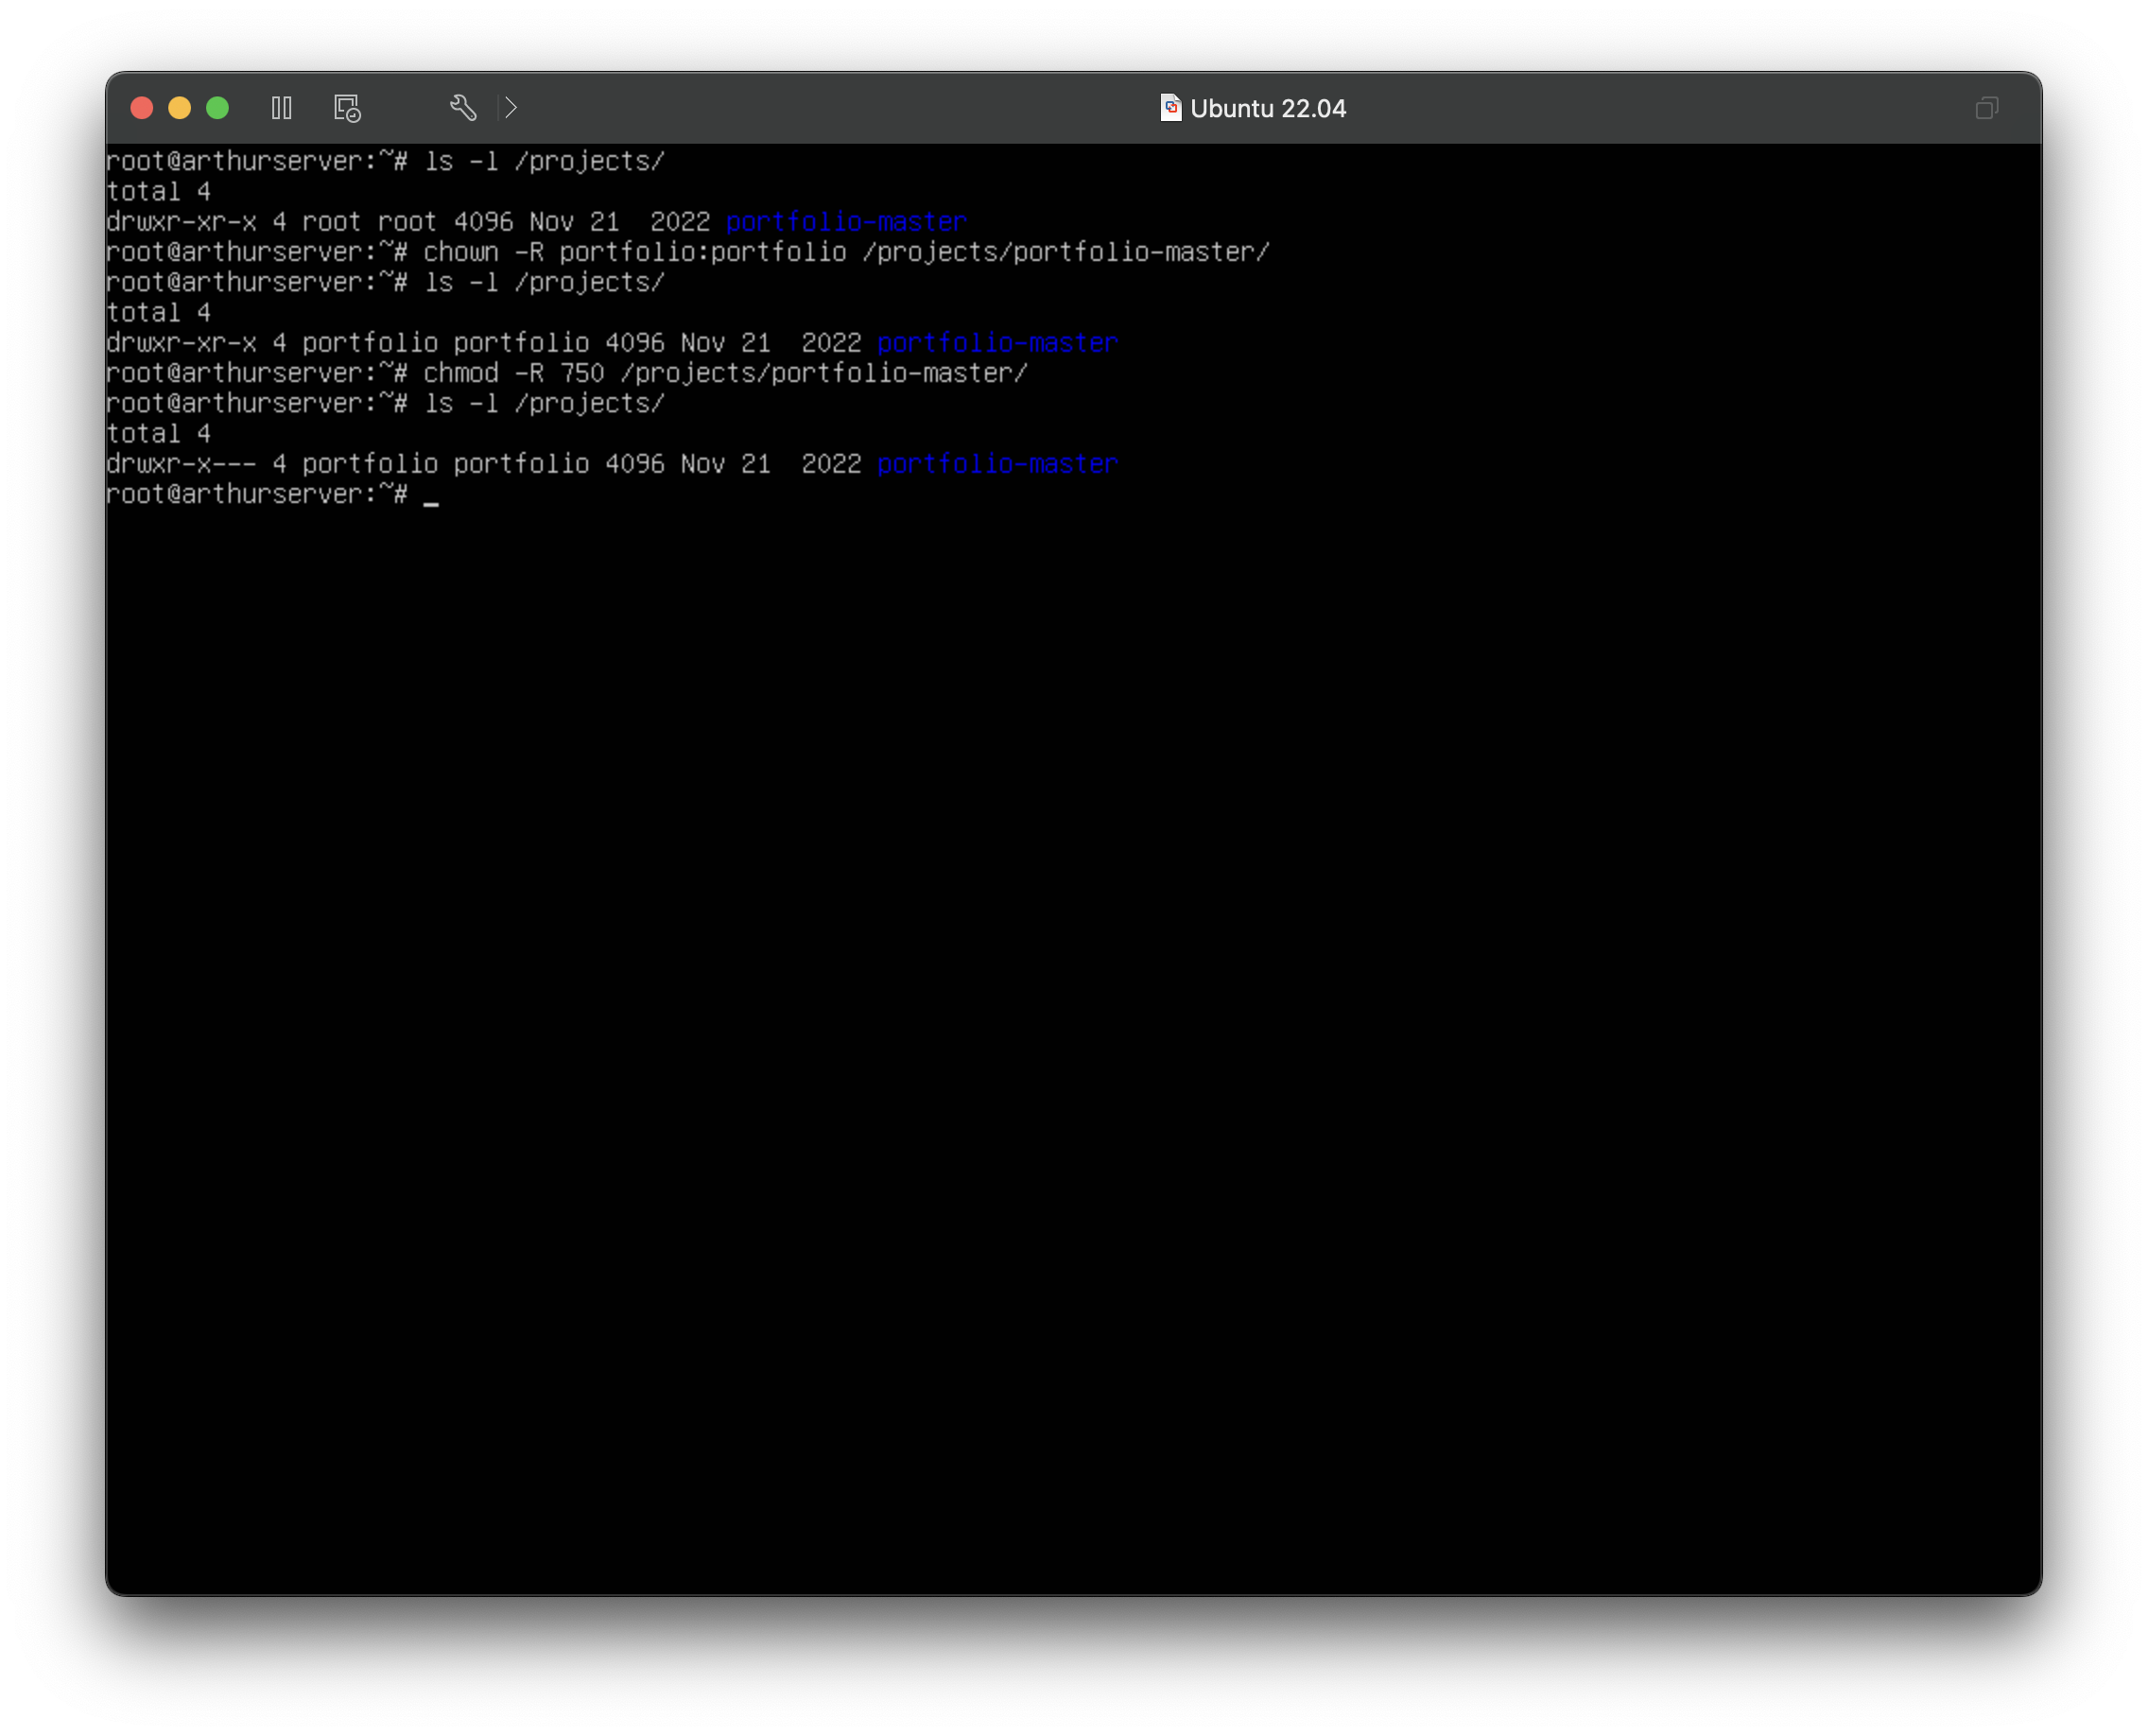 Ubuntu 22.04
root@arthurserver:~# ls -l /projects/
total 4
drwxr-xr-x 4 root root 4096 Nov 21  2022 portfolio-master
root@arthurserver:~# chown -R portfolio:portfolio /projects/portfolio-master/
root@arthurserver:~# ls -l /projects/
total 4
drwxr-xr-x 4 portfolio portfolio 4096 Nov 21  2022 portfolio-master
root@arthurserver:~# chmod -R 750 /projects/portfolio-master/
root@arthurserver:~# ls -l /projects/
total 4
drwxr-x--- 4 portfolio portfolio 4096 Nov 21  2022 portfolio-master
root@arthurserver:~# _